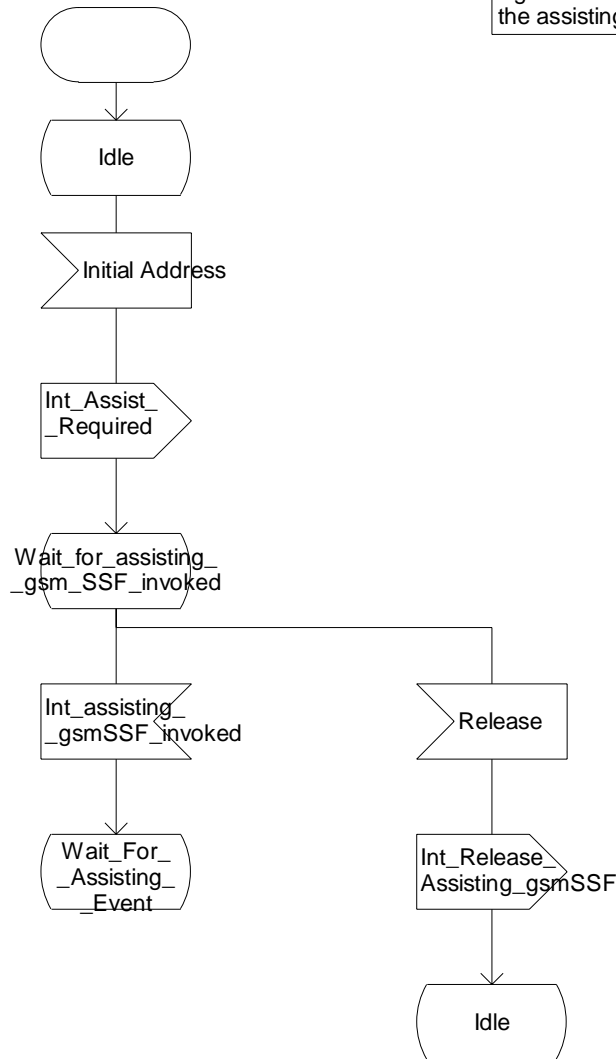 the assisting
Idle
Initial Address
Int_Assist_
_Required
Wait_for_assisting_
_gsm_SSF_invoked
Int_assisting_
_gsmSSF_invoked
Release
Wait_For_
_Assisting_
_Event
Int_Release_
Assisting_gsmSSF
Idle